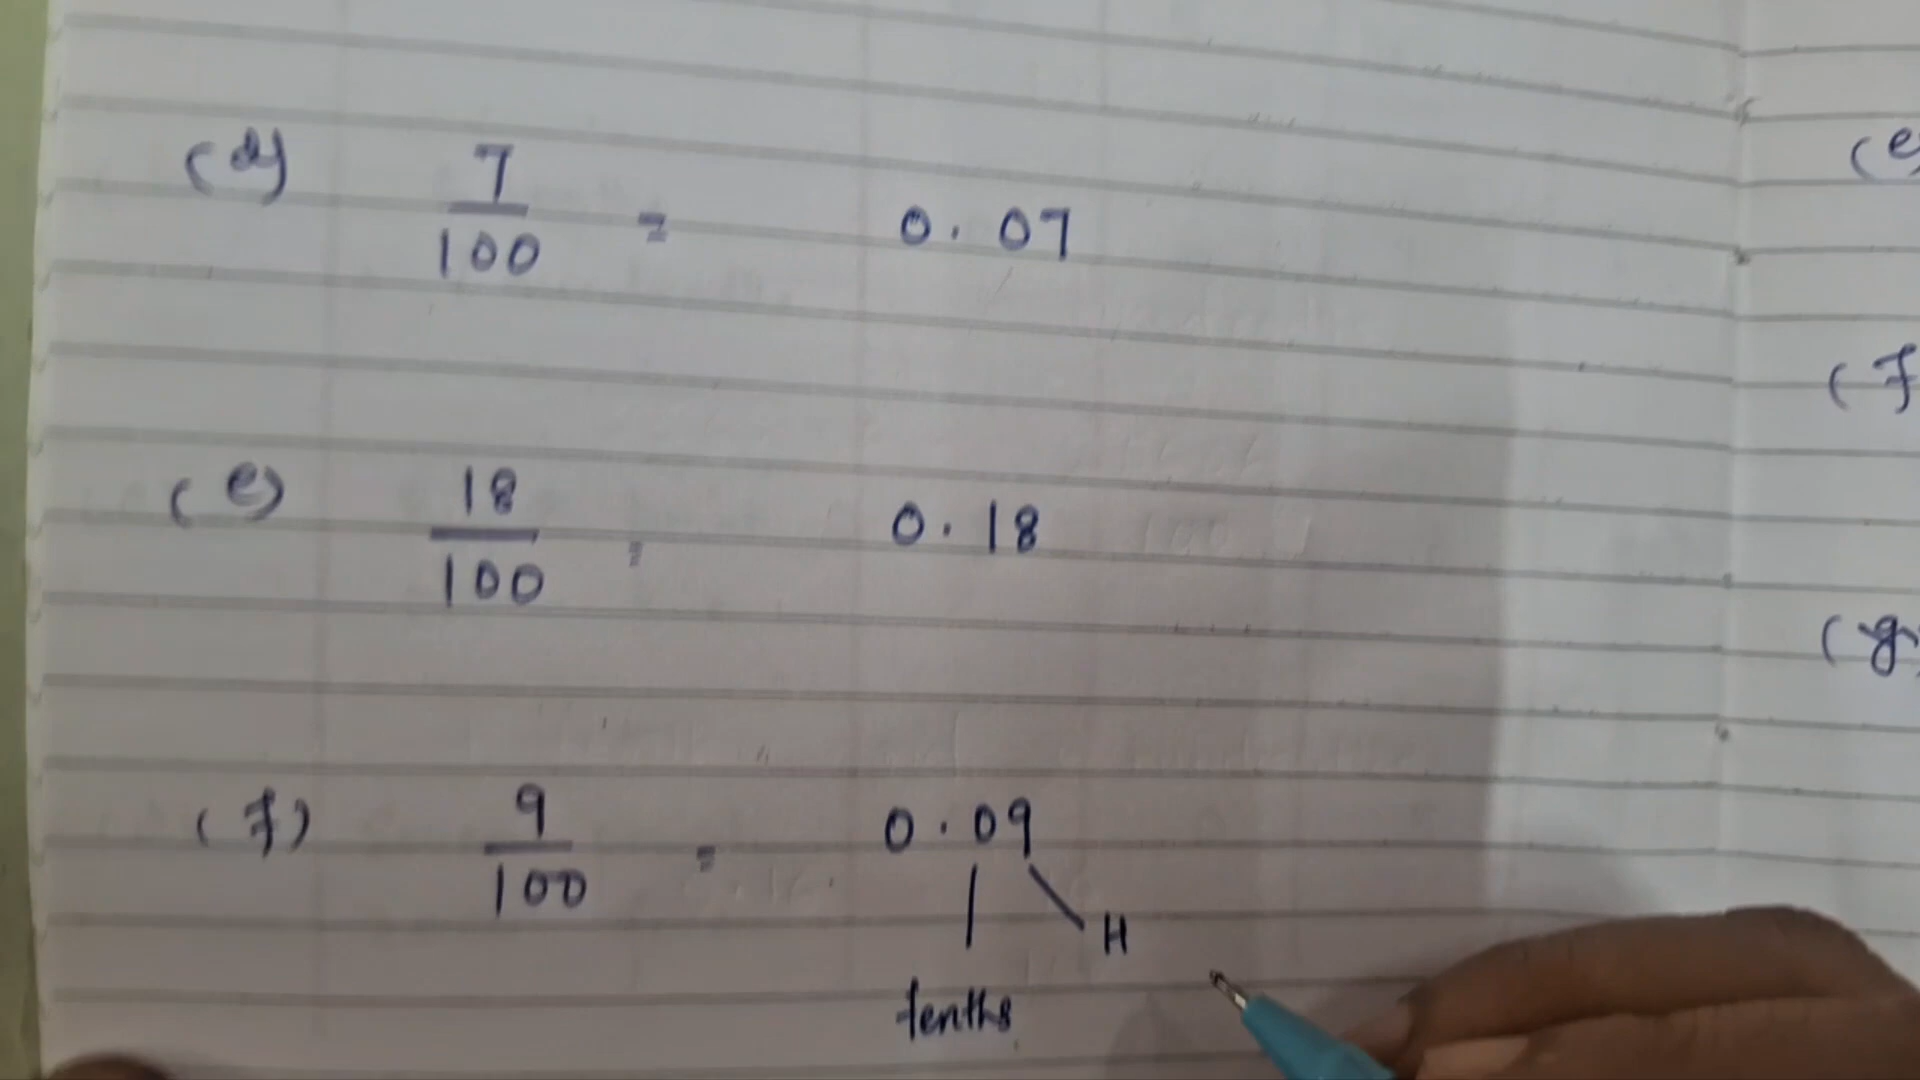 (d) 7/100 = 0.07
(e) 18/100 = 0.18
(f) 9/100 = 0.09
H
tenths
(e
(f
(g)